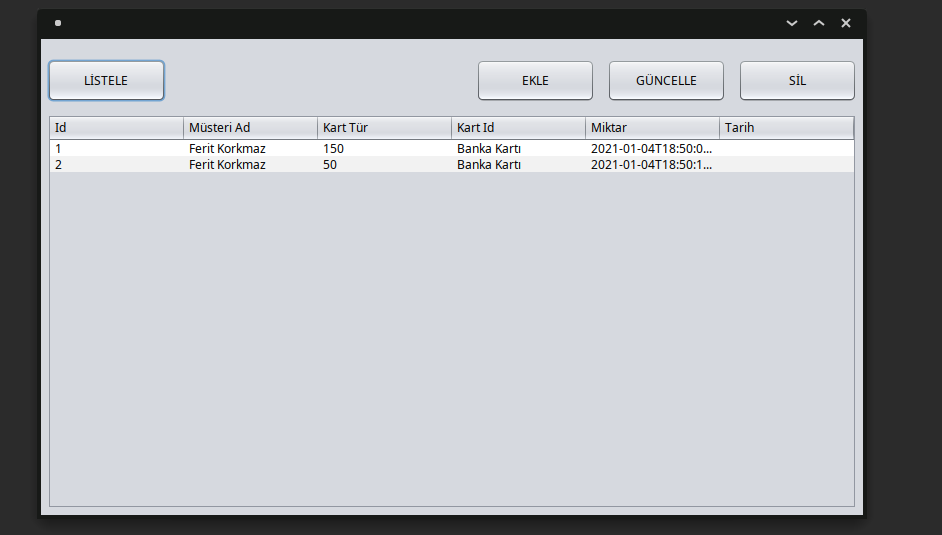 LİSTELE EKLE GÜNCELLE SİL
Id Müsteri Ad Kart Tür Kart Id Miktar Tarih
1 Ferit Korkmaz 150 Banka Kartı 2021-01-04T18:50:0...
2 Ferit Korkmaz 50 Banka Kartı 2021-01-04T18:50:1...